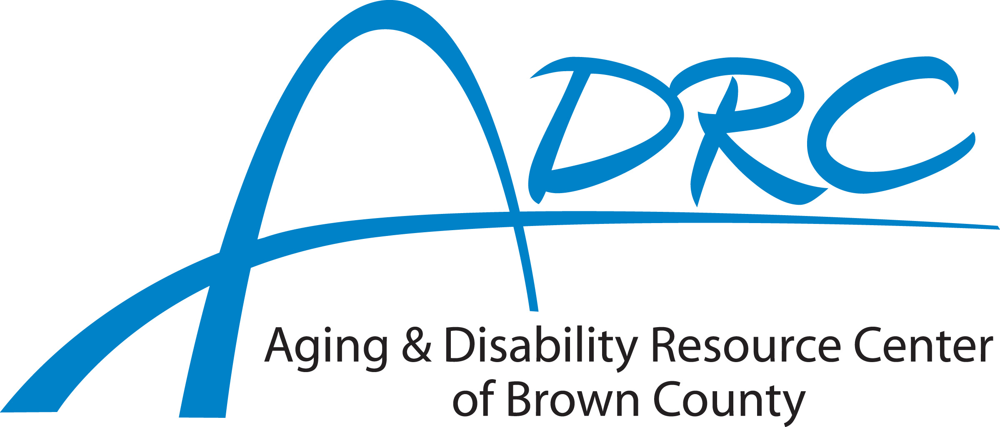 ADRC
Aging & Disability Resource Center
of Brown County